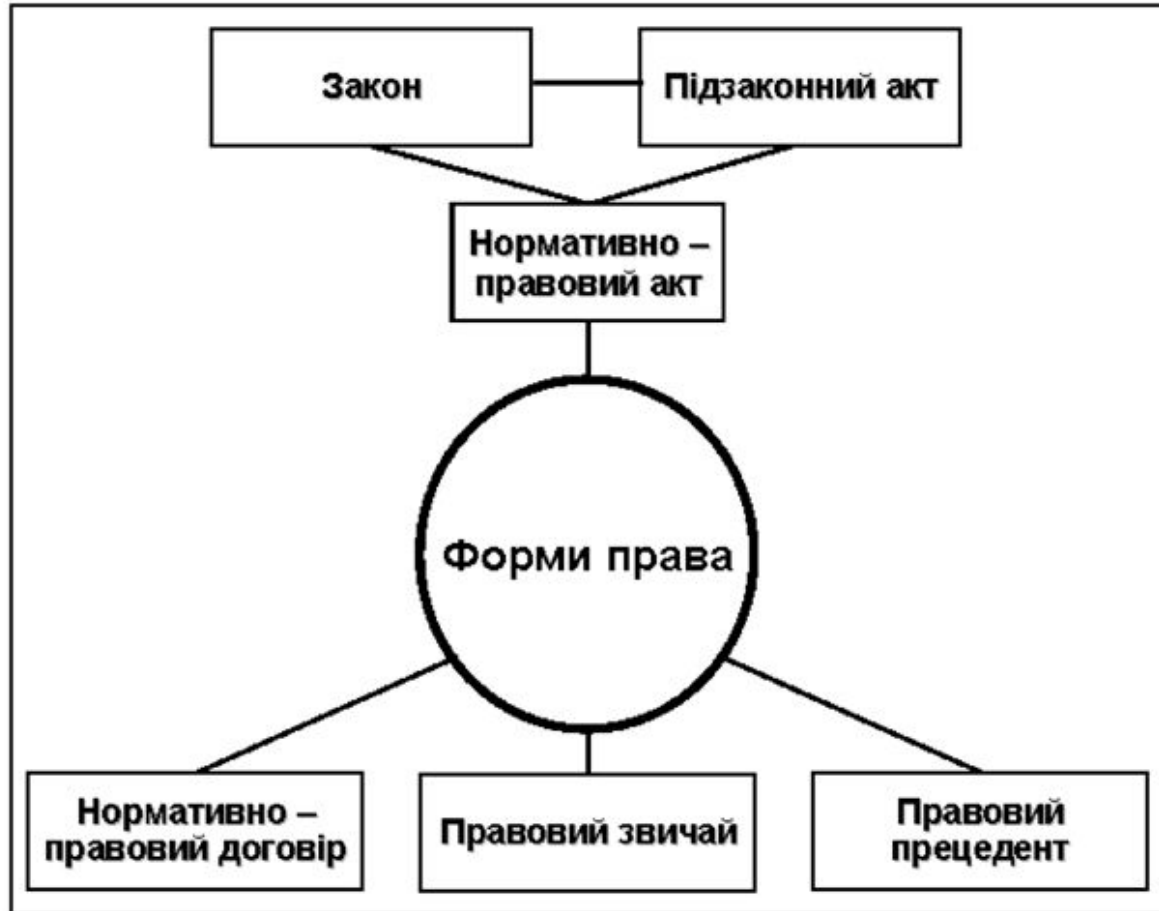 Закон
Підзаконний акт
Нормативно –
правовий акт
Форми права
Нормативно –
правовий договір
Правовий звичай
Правовий
прецедент